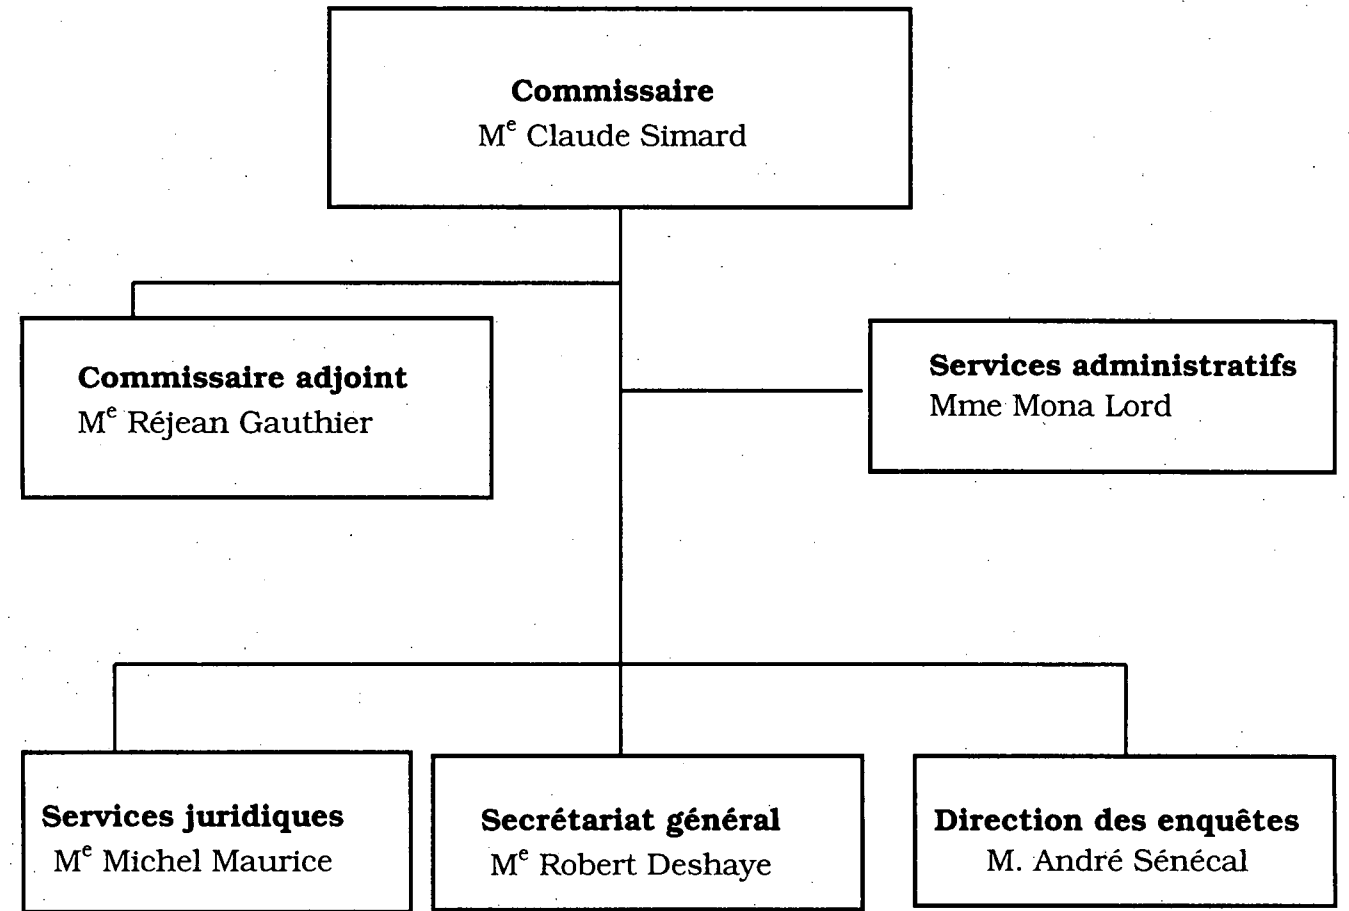 Commissaire
Me Claude Simard
Commissaire adjoint
Me Réjean Gauthier
Services administratifs
Mme Mona Lord
Services juridiques
Me Michel Maurice
Secrétariat général
Me Robert Deshaye
Direction des enquêtes
M. André Sénécal